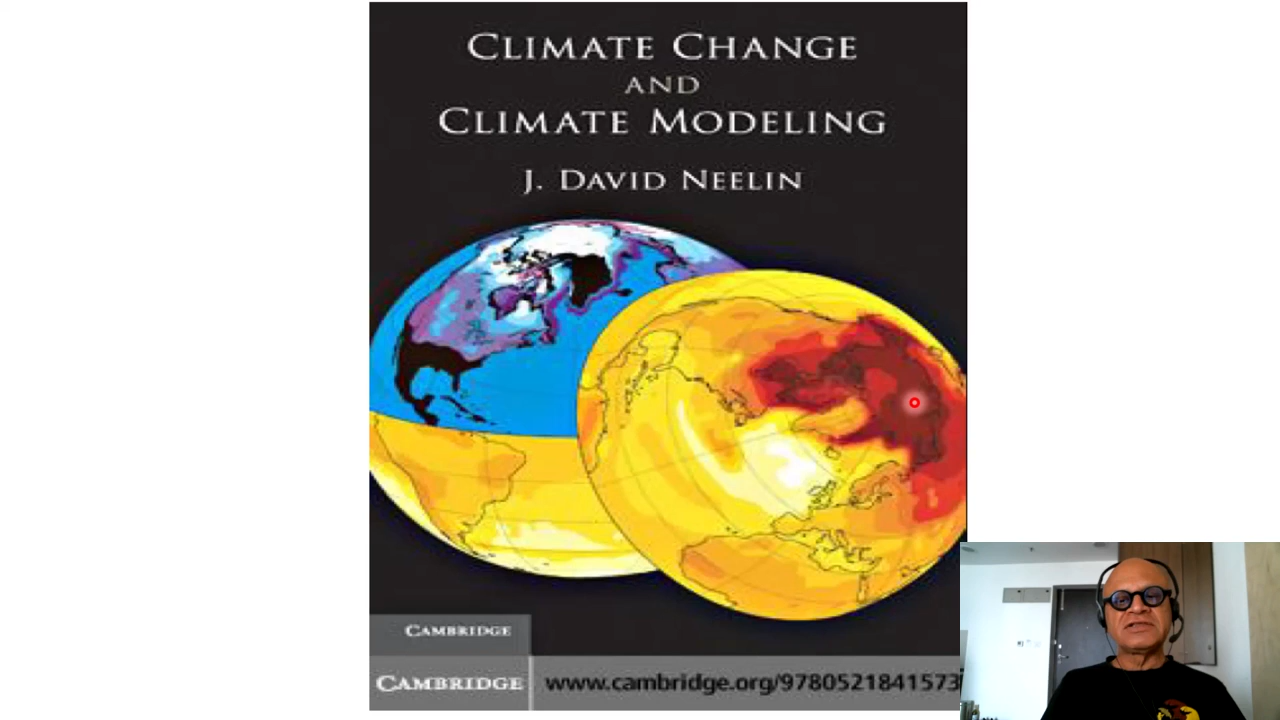 CLIMATE CHANGE
AND
CLIMATE MODELING
J. DAVID NEELIN
CAMBRIDGE
CAMBRIDGE
www.cambridge.org/9780521841573